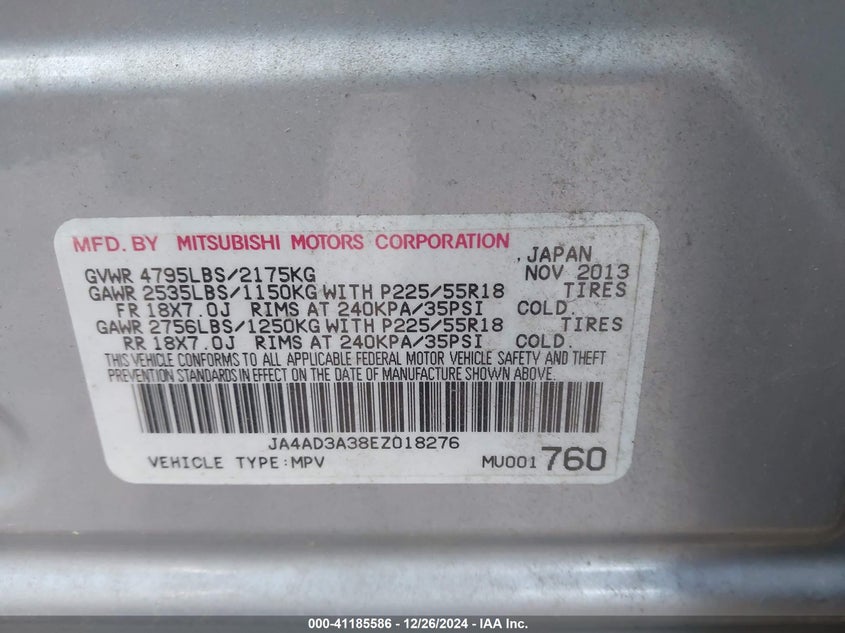 MFD. BY MITSUBISHI MOTORS CORPORATION
, JAPAN
GVWR 4795LBS/2175KG NOV 2013
GAWR 2535LBS/1150KG WITH P225/55R18 TIRES
FR 18X7.0J RIMS AT 240KPA/35PSI COLD.
GAWR 2756LBS/1250KG WITH P225/55R18 TIRES
RR 18X7.0J RIMS AT 240KPA/35PSI COLD.
THIS VEHICLE CONFORMS TO ALL APPLICABLE FEDERAL MOTOR VEHICLE SAFETY AND THEFT
PREVENTION STANDARDS IN EFFECT ON THE DATE OF MANUFACTURE SHOWN ABOVE.
JA4AD3A38EZ018276
VEHICLE TYPE:MPV MU001760
000-41185586 - 12/26/2024 - IAA Inc.